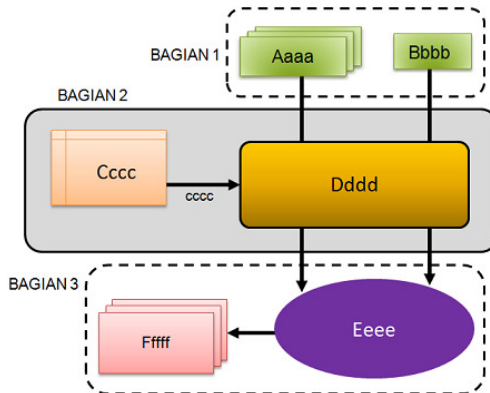 BAGIAN 1
Aaaa
Bbbb
BAGIAN 2
Cccc
cccc
Dddd
BAGIAN 3
Fffff
Eeee